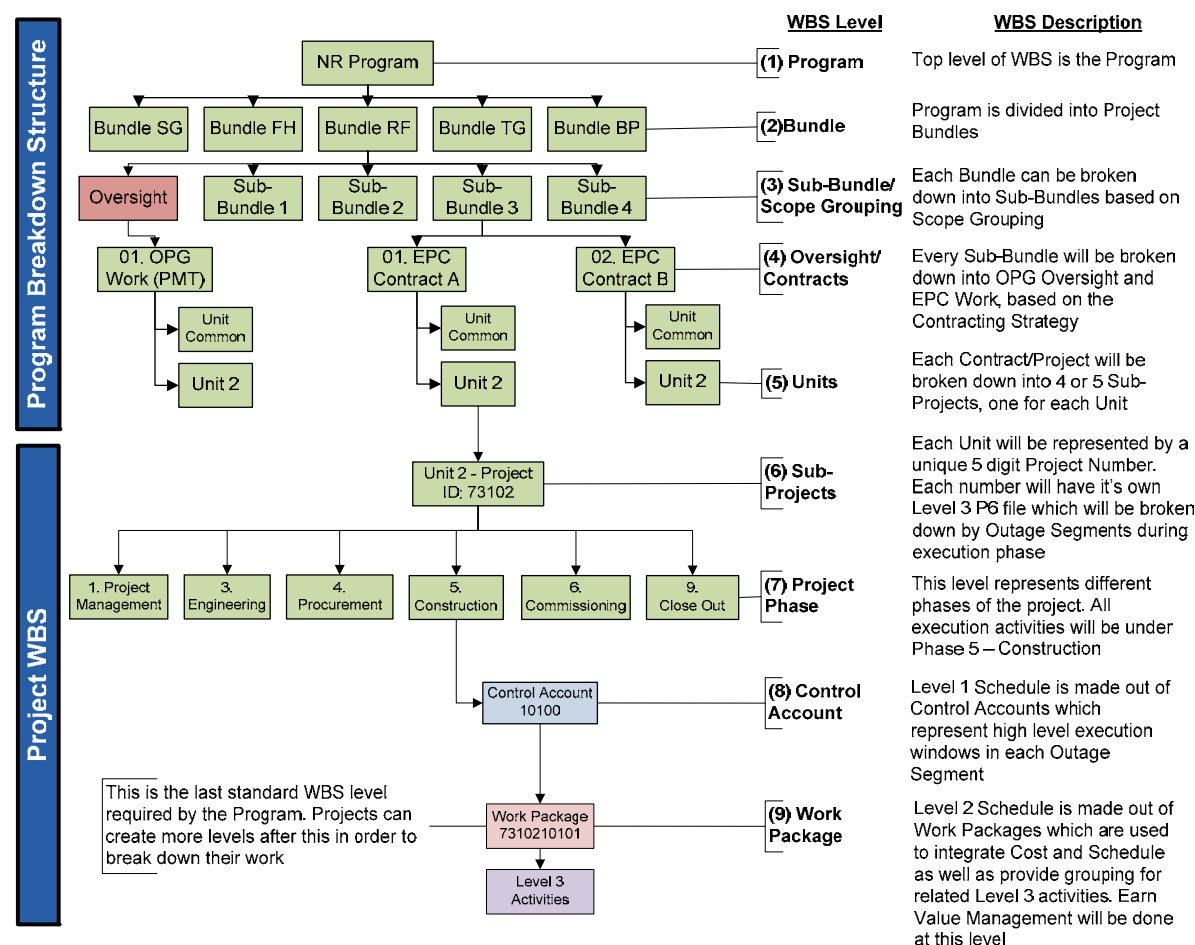 WBS Level
WBS Description
Program Breakdown Structure
NR Program
(1) Program
Top level of WBS is the Program
Bundle SG
Bundle FH
Bundle RF
Bundle TG
Bundle BP
(2)Bundle
Program is divided into Project
Bundles
Oversight
Sub-
Bundle 1
Sub-
Bundle 2
Sub-
Bundle 3
Sub-
Bundle 4
(3) Sub-Bundle/
Scope Grouping
Each Bundle can be broken
down into Sub-Bundles based on
Scope Grouping
01. OPG
Work (PMT)
01. EPC
Contract A
02. EPC
Contract B
(4) Oversight/
Contracts
Every Sub-Bundle will be broken
down into OPG Oversight and
EPC Work, based on the
Contracting Strategy
Unit
Common
Unit
Common
Unit
Common
Unit 2
Unit 2
Unit 2
(5) Units
Each Contract/Project will be
broken down into 4 or 5 Sub-
Projects, one for each Unit
Project WBS
Unit 2 - Project
ID: 73102
(6) Sub-
Projects
Each Unit will be represented by a
unique 5 digit Project Number.
Each number will have it's own
Level 3 P6 file which will be broken
down by Outage Segments during
execution phase
1. Project
Management
3.
Engineering
4.
Procurement
5.
Construction
6.
Commissioning
9.
Close Out
(7) Project
Phase
This level represents different
phases of the project. All
execution activities will be under
Phase 5 – Construction
Control Account
10100
(8) Control
Account
Level 1 Schedule is made out of
Control Accounts which
represent high level execution
windows in each Outage
Segment
This is the last standard WBS level
required by the Program. Projects can
create more levels after this in order to
break down their work
Work Package
7310210101
(9) Work
Package
Level 2 Schedule is made out of
Work Packages which are used
to integrate Cost and Schedule
as well as provide grouping for
related Level 3 activities. Earn
Value Management will be done
at this level
Level 3
Activities